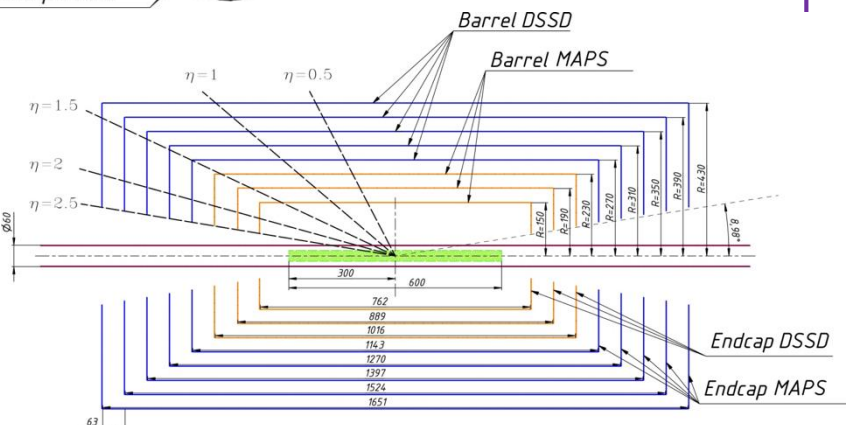 Barrel DSSD
Barrel MAPS
η=0.5
η=1
η=1.5
η=2
η=2.5
Ø60
R=150
R=190
R=230
R=270
R=310
R=350
R=390
R=430
8.98°
300
600
762
889
1016
1143
1270
1397
1524
1651
63
Endcap DSSD
Endcap MAPS